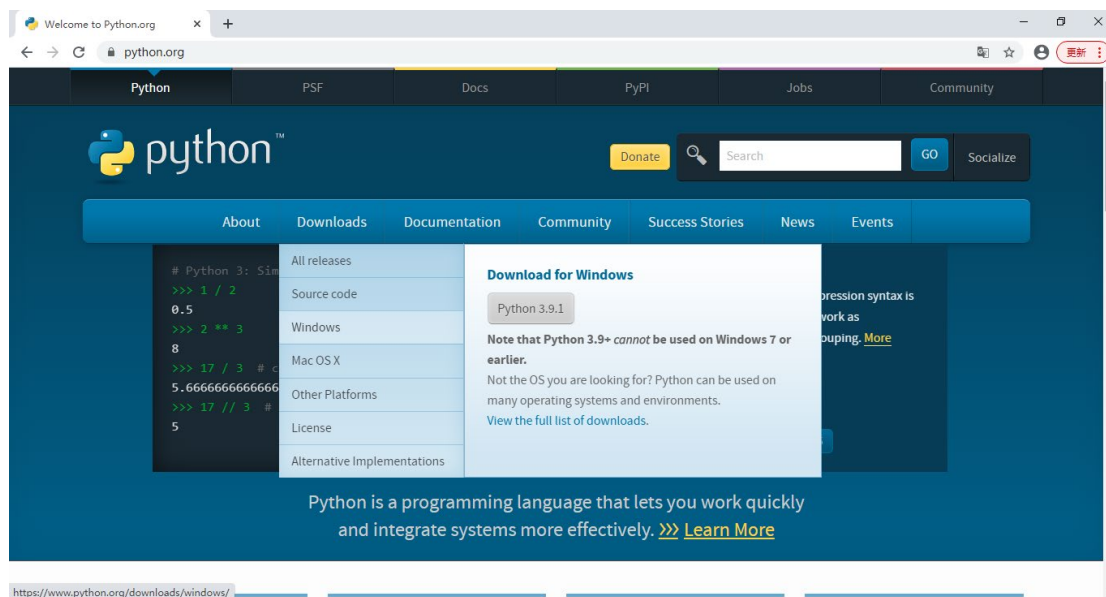 Welcome to Python.org
python.org
更新
Python PSF Docs PyPI Jobs Community
python™
Donate Search GO Socialize
About Downloads Documentation Community Success Stories News Events
# Python 3: Sim
>>> 1 / 2
0.5
>>> 2 ** 3
8
>>> 17 / 3 # c
5.6666666666666
>>> 17 // 3 #
5
All releases
Source code
Windows
Mac OS X
Other Platforms
License
Alternative Implementations
Download for Windows
Python 3.9.1
Note that Python 3.9+ cannot be used on Windows 7 or
earlier.
Not the OS you are looking for? Python can be used on
many operating systems and environments.
View the full list of downloads.
pression syntax is
work as
ouping. More
Python is a programming language that lets you work quickly
and integrate systems more effectively. >>> Learn More
https://www.python.org/downloads/windows/